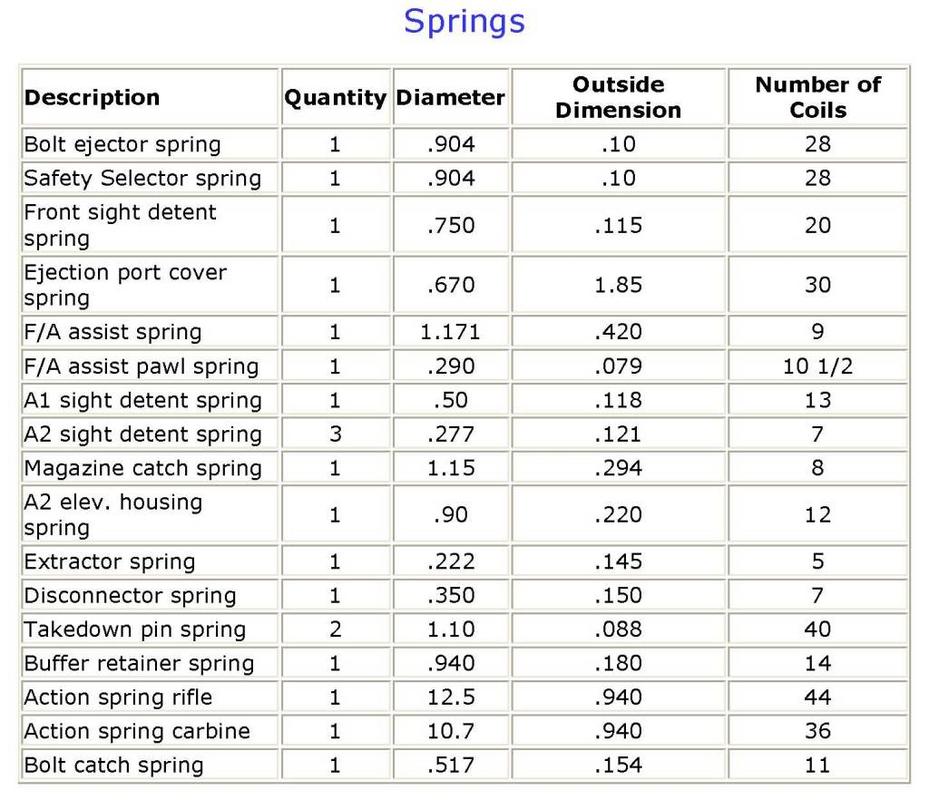 Springs
Description Quantity Diameter Outside Dimension Number of Coils
Bolt ejector spring 1 .904 .10 28
Safety Selector spring 1 .904 .10 28
Front sight detent spring 1 .750 .115 20
Ejection port cover spring 1 .670 1.85 30
F/A assist spring 1 1.171 .420 9
F/A assist pawl spring 1 .290 .079 10 1/2
A1 sight detent spring 1 .50 .118 13
A2 sight detent spring 3 .277 .121 7
Magazine catch spring 1 1.15 .294 8
A2 elev. housing spring 1 .90 .220 12
Extractor spring 1 .222 .145 5
Disconnector spring 1 .350 .150 7
Takedown pin spring 2 1.10 .088 40
Buffer retainer spring 1 .940 .180 14
Action spring rifle 1 12.5 .940 44
Action spring carbine 1 10.7 .940 36
Bolt catch spring 1 .517 .154 11